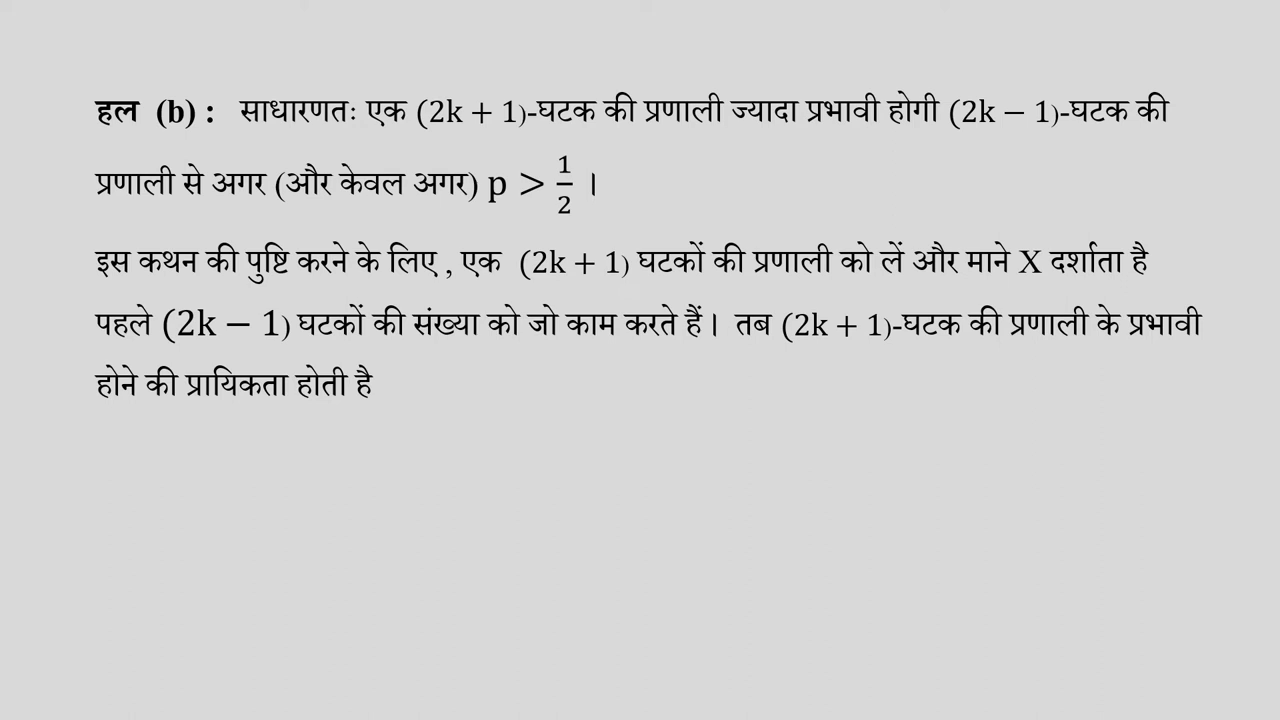 हल (b) : साधारणतः एक (2k + 1)-घटक की प्रणाली ज्यादा प्रभावी होगी (2k − 1)-घटक की
प्रणाली से अगर (और केवल अगर) p > 1/2 ।
इस कथन की पुष्टि करने के लिए , एक (2k + 1) घटकों की प्रणाली को लें और माने X दर्शाता है
पहले (2k − 1) घटकों की संख्या को जो काम करते हैं। तब (2k + 1)-घटक की प्रणाली के प्रभावी
होने की प्रायिकता होती है